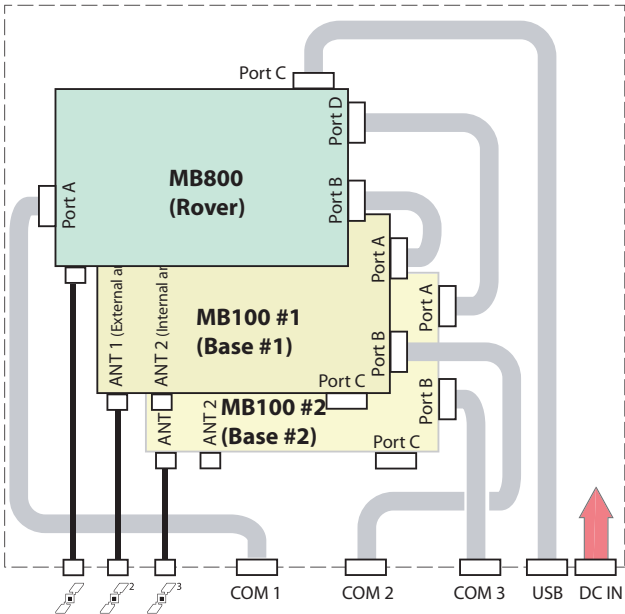 Port C
Port D
MB800
(Rover)
Port B
Port A
Port A
ANT 1 (External
ANT 2 (Internal
MB100 #1
(Base #1)
Port A
Port B
Port C
ANT
ANT 2
MB100 #2
(Base #2)
Port B
Port C
2
3
COM 1
COM 2
COM 3
USB
DC IN